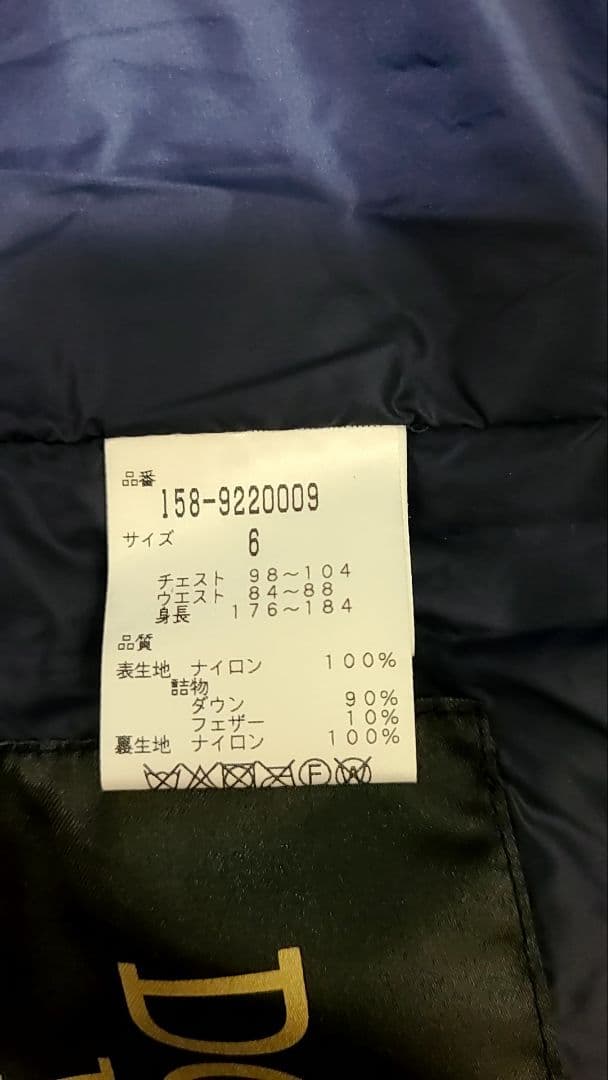 品番
158-9220009
サイズ 6
チェスト 98～104
ウエスト 84～88
身長 176～184
品質
表生地 ナイロン 100%
詰物
ダウン 90%
フェザー 10%
裏生地 ナイロン 100%
F W
D